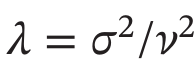 λ = σ²/ν²